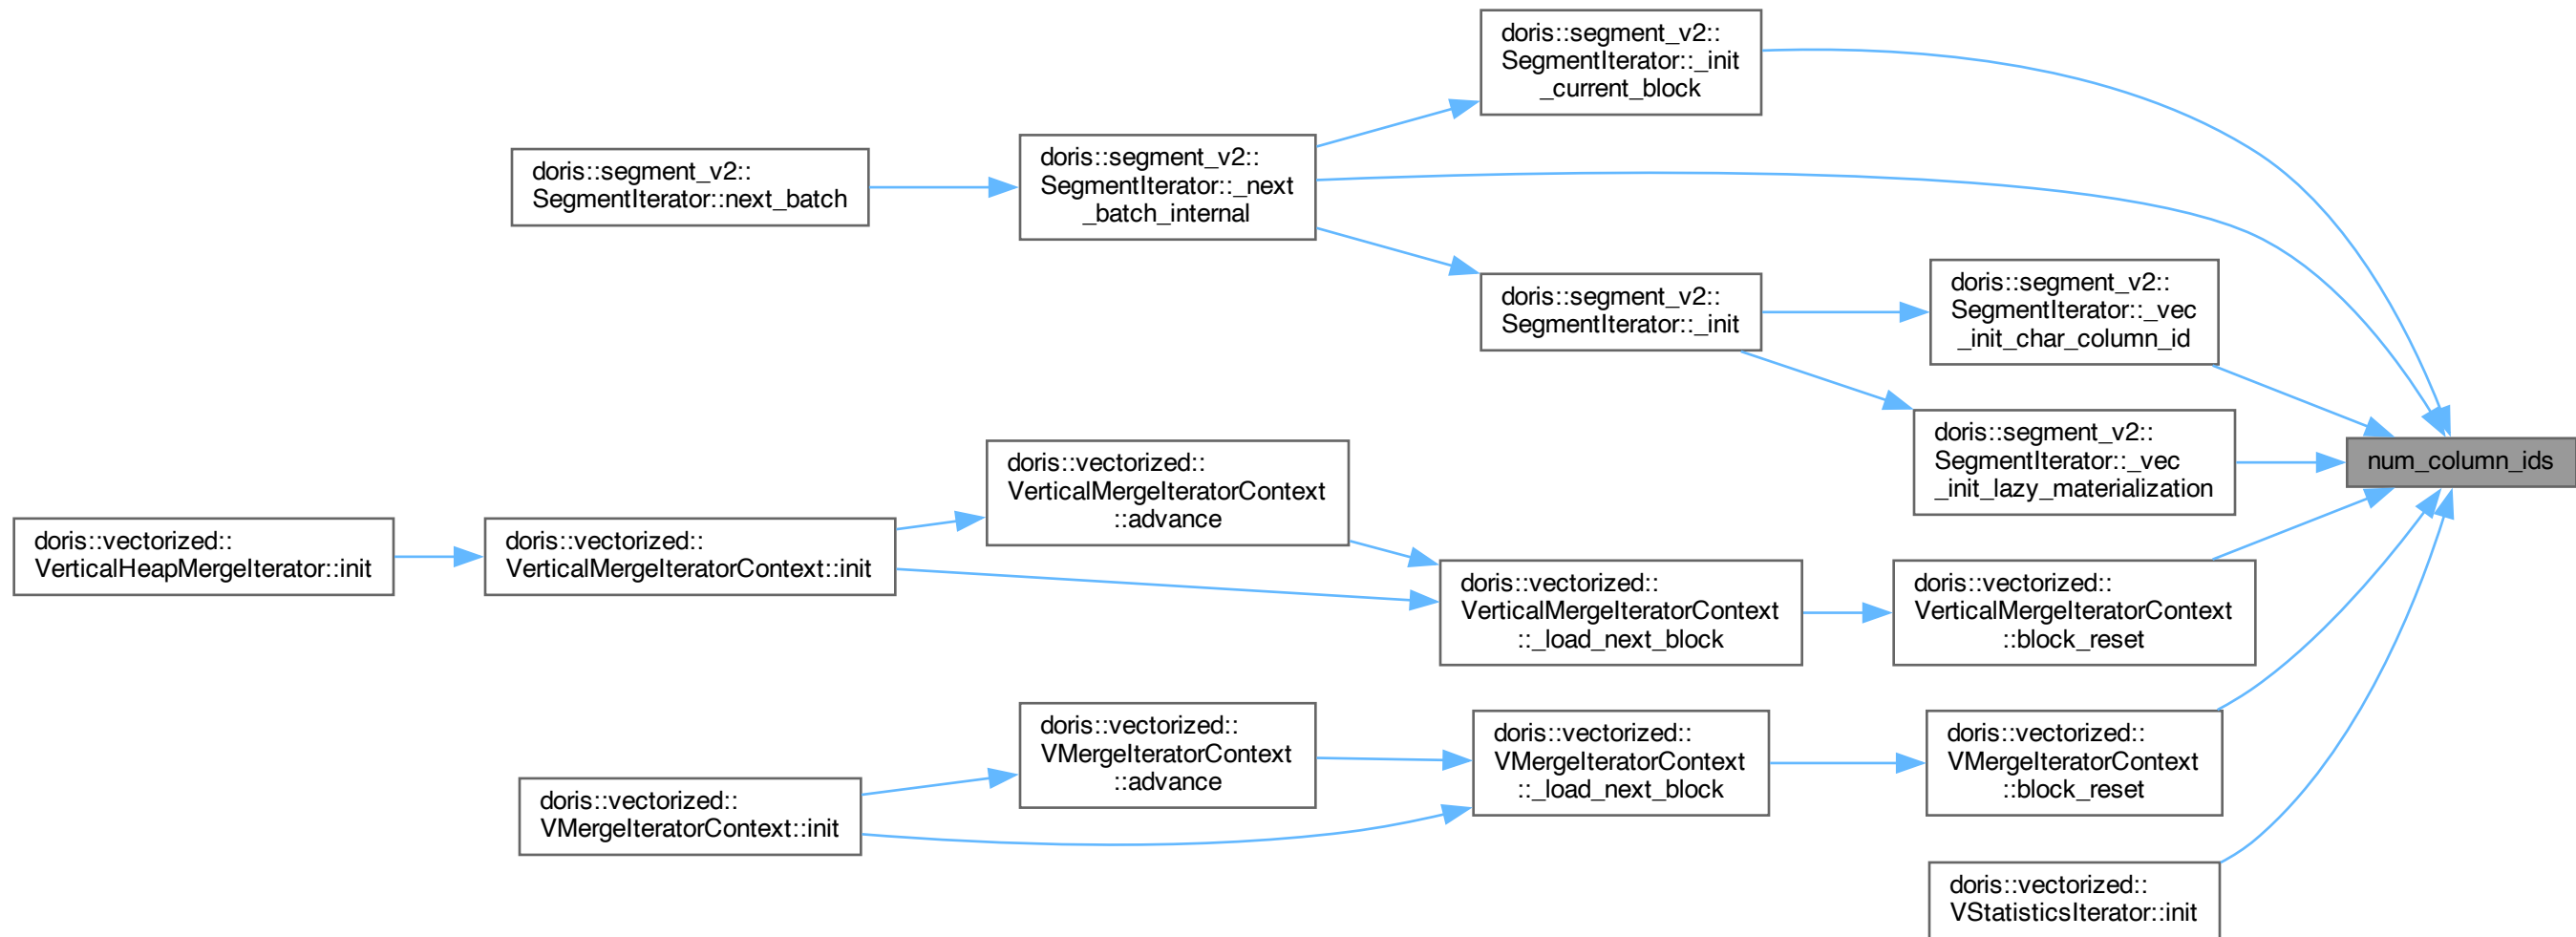 doris::segment_v2::
SegmentIterator::_init
_current_block
doris::segment_v2::
SegmentIterator::next_batch
doris::segment_v2::
SegmentIterator::_next
_batch_internal
doris::segment_v2::
SegmentIterator::_init
doris::segment_v2::
SegmentIterator::_vec
_init_char_column_id
doris::segment_v2::
SegmentIterator::_vec
_init_lazy_materialization
num_column_ids
doris::vectorized::
VerticalHeapMergeIterator::init
doris::vectorized::
VerticalMergeIteratorContext::init
doris::vectorized::
VerticalMergeIteratorContext
::advance
doris::vectorized::
VerticalMergeIteratorContext
::_load_next_block
doris::vectorized::
VerticalMergeIteratorContext
::block_reset
doris::vectorized::
VMergeIteratorContext::init
doris::vectorized::
VMergeIteratorContext
::advance
doris::vectorized::
VMergeIteratorContext
::_load_next_block
doris::vectorized::
VMergeIteratorContext
::block_reset
doris::vectorized::
VStatisticsIterator::init